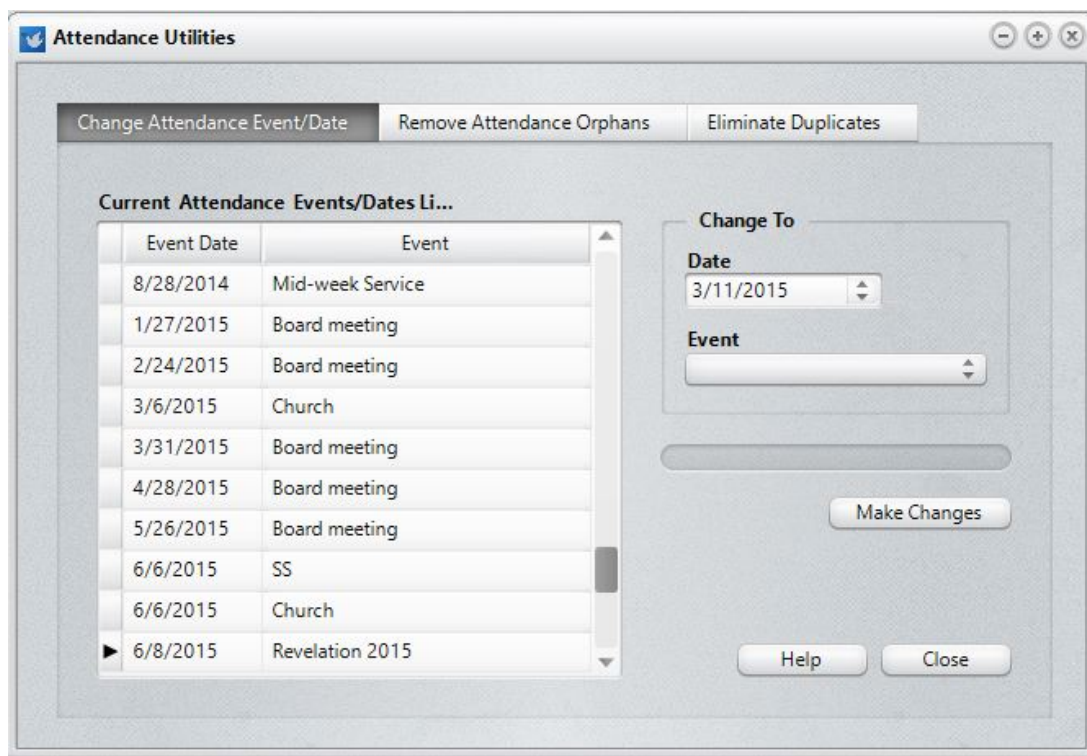 Attendance Utilities
Change Attendance Event/Date Remove Attendance Orphans Eliminate Duplicates
Current Attendance Events/Dates Li...
Event Date Event
8/28/2014 Mid-week Service
1/27/2015 Board meeting
2/24/2015 Board meeting
3/6/2015 Church
3/31/2015 Board meeting
4/28/2015 Board meeting
5/26/2015 Board meeting
6/6/2015 SS
6/6/2015 Church
6/8/2015 Revelation 2015
Change To
Date
3/11/2015
Event
Make Changes
Help Close